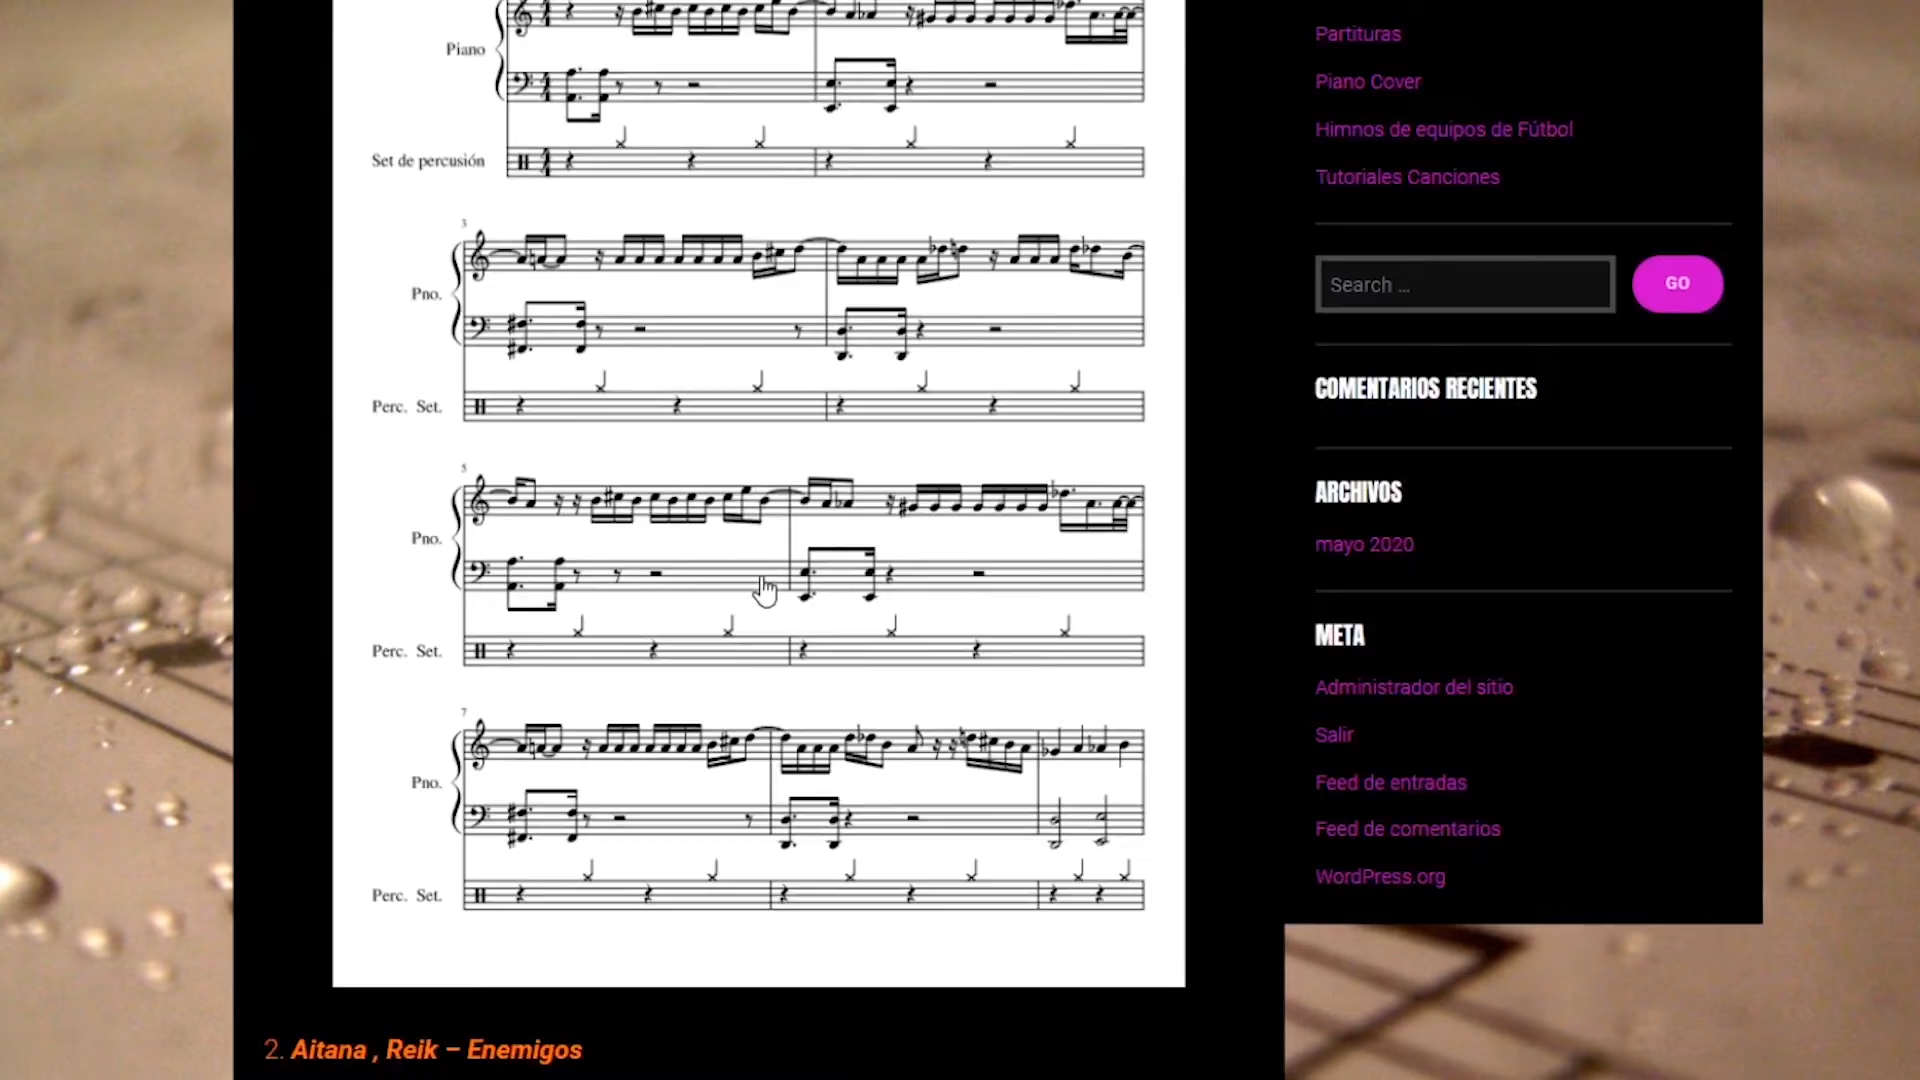 Piano
Set de percusión
3
Pno.
Perc. Set.
5
Pno.
Perc. Set.
7
Pno.
Perc. Set.
2. Aitana , Reik – Enemigos
Partituras
Piano Cover
Himnos de equipos de Fútbol
Tutoriales Canciones
Search ...
GO
COMENTARIOS RECIENTES
ARCHIVOS
mayo 2020
META
Administrador del sitio
Salir
Feed de entradas
Feed de comentarios
WordPress.org